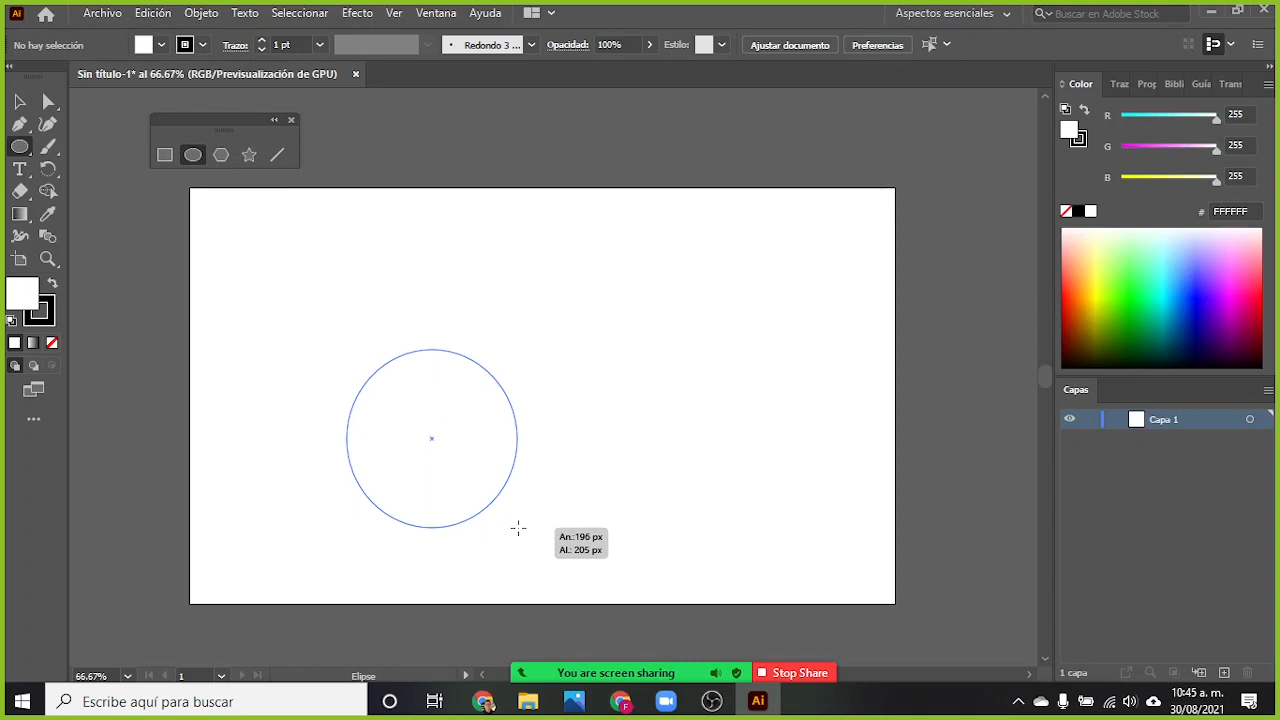 Ai Archivo Edición Objeto Texto Seleccionar Efecto Ver Ventana Ayuda Aspectos esenciales Buscar en Adobe Stock
No hay selección Trazo: 1 pt Redondo 3 ... Opacidad: 100% Estilo: Ajustar documento Preferencias
Sin título-1* al 66.67% (RGB/Previsualización de GPU)
Color Traz Prop Bibli Guía Trans
R 255
G 255
B 255
# FFFFFF
T
Capas
Capa 1
An.:196 px
Al.: 205 px
66.67% 1 Elipse
1 capa
You are screen sharing Stop Share
Escribe aquí para buscar
Ai
10:45 a. m.
30/08/2021